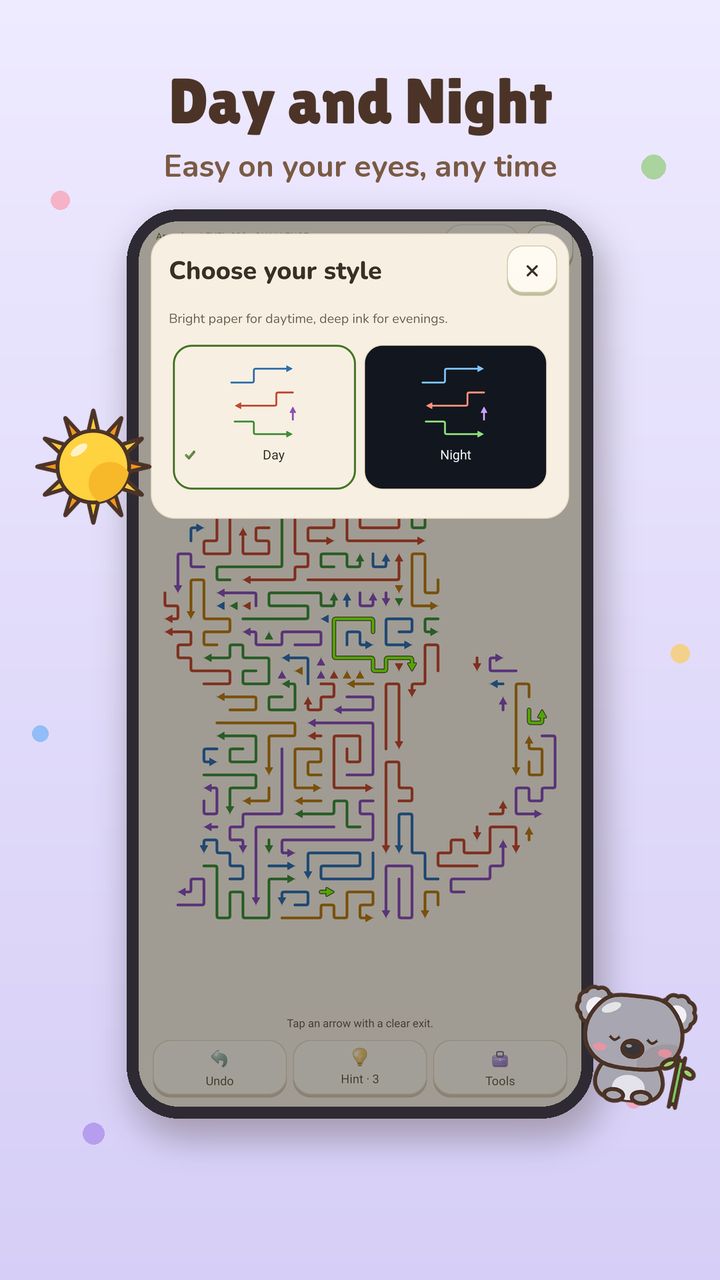 Day and Night
Easy on your eyes, any time
Choose your style
Bright paper for daytime, deep ink for evenings.
Day
Night
Tap an arrow with a clear exit.
Undo
Hint · 3
Tools